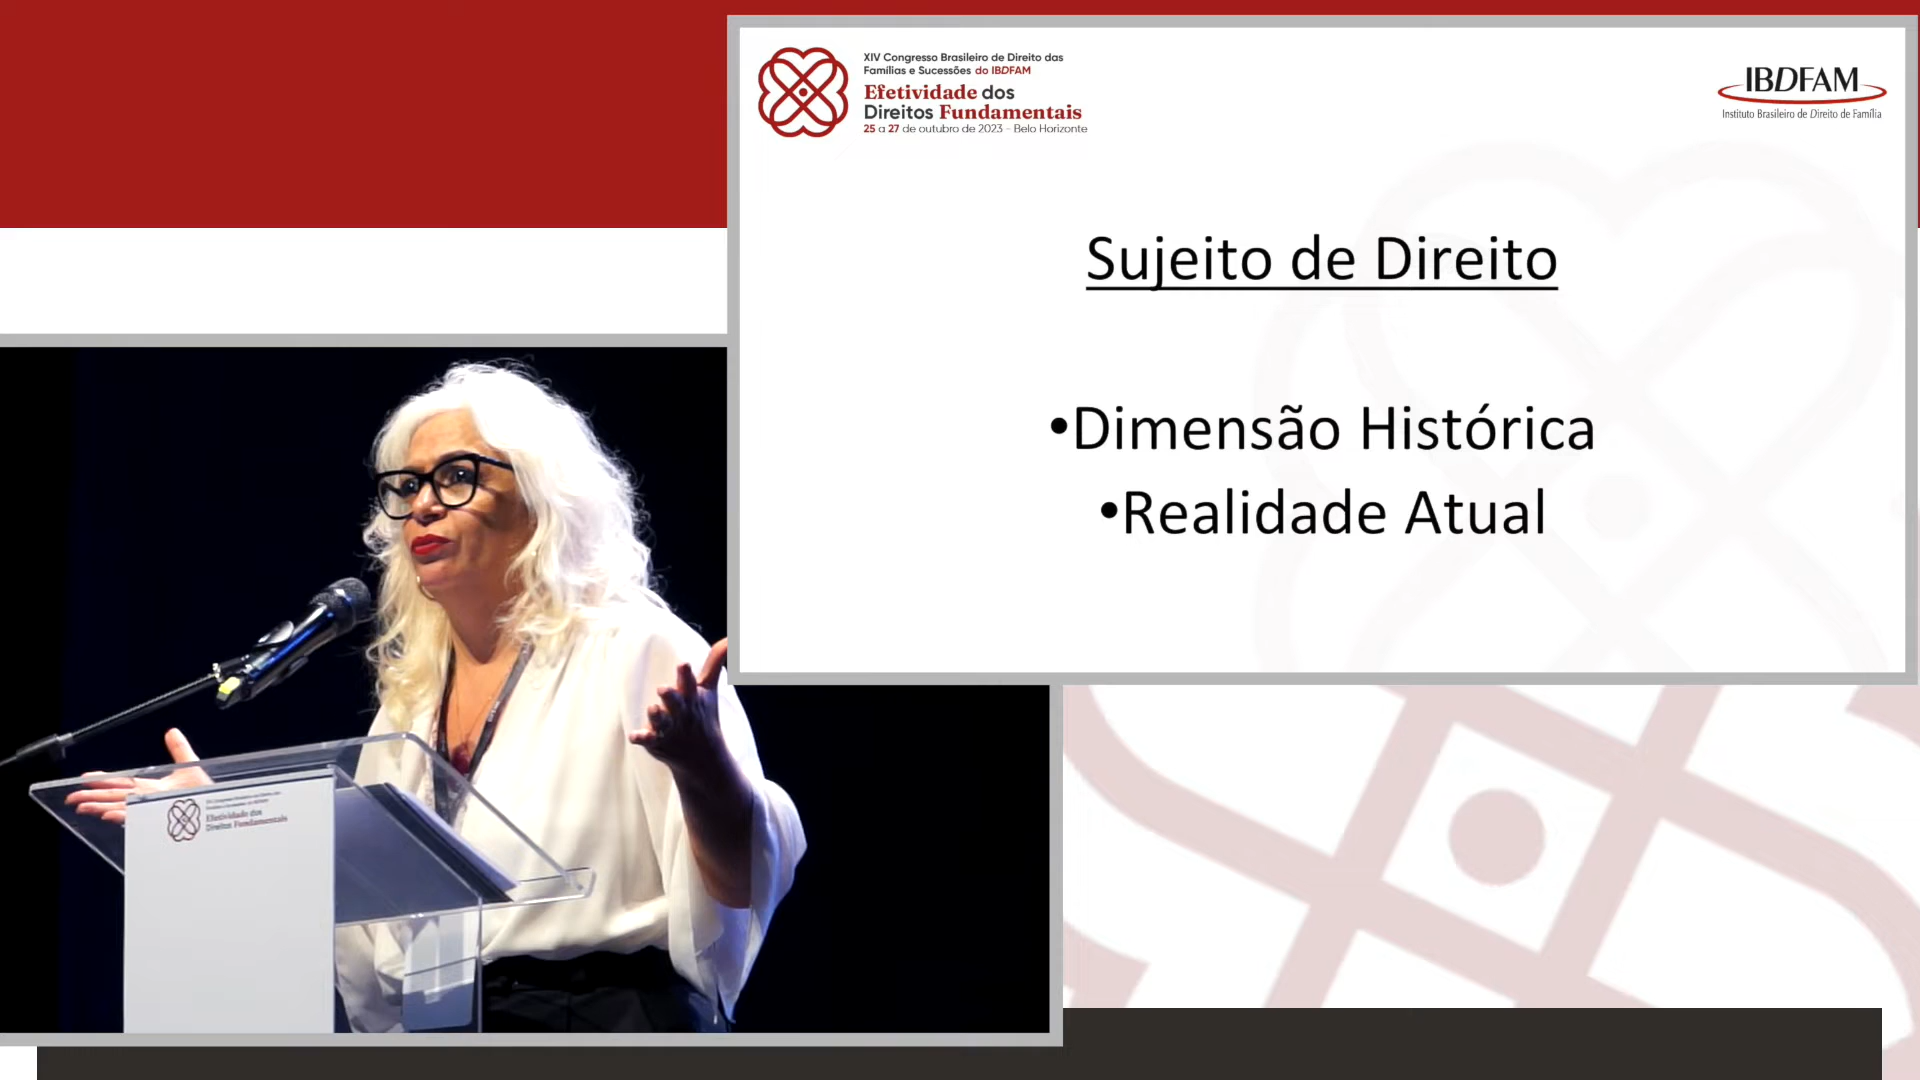 XIV Congresso Brasileiro de Direito das
Famílias e Sucessões do IBDFAM
Efetividade dos
Direitos Fundamentais
25 a 27 de outubro de 2023 - Belo Horizonte
IBDFAM
Instituto Brasileiro de Direito de Família
Sujeito de Direito
•Dimensão Histórica
•Realidade Atual
Efetividade dos
Direitos Fundamentais